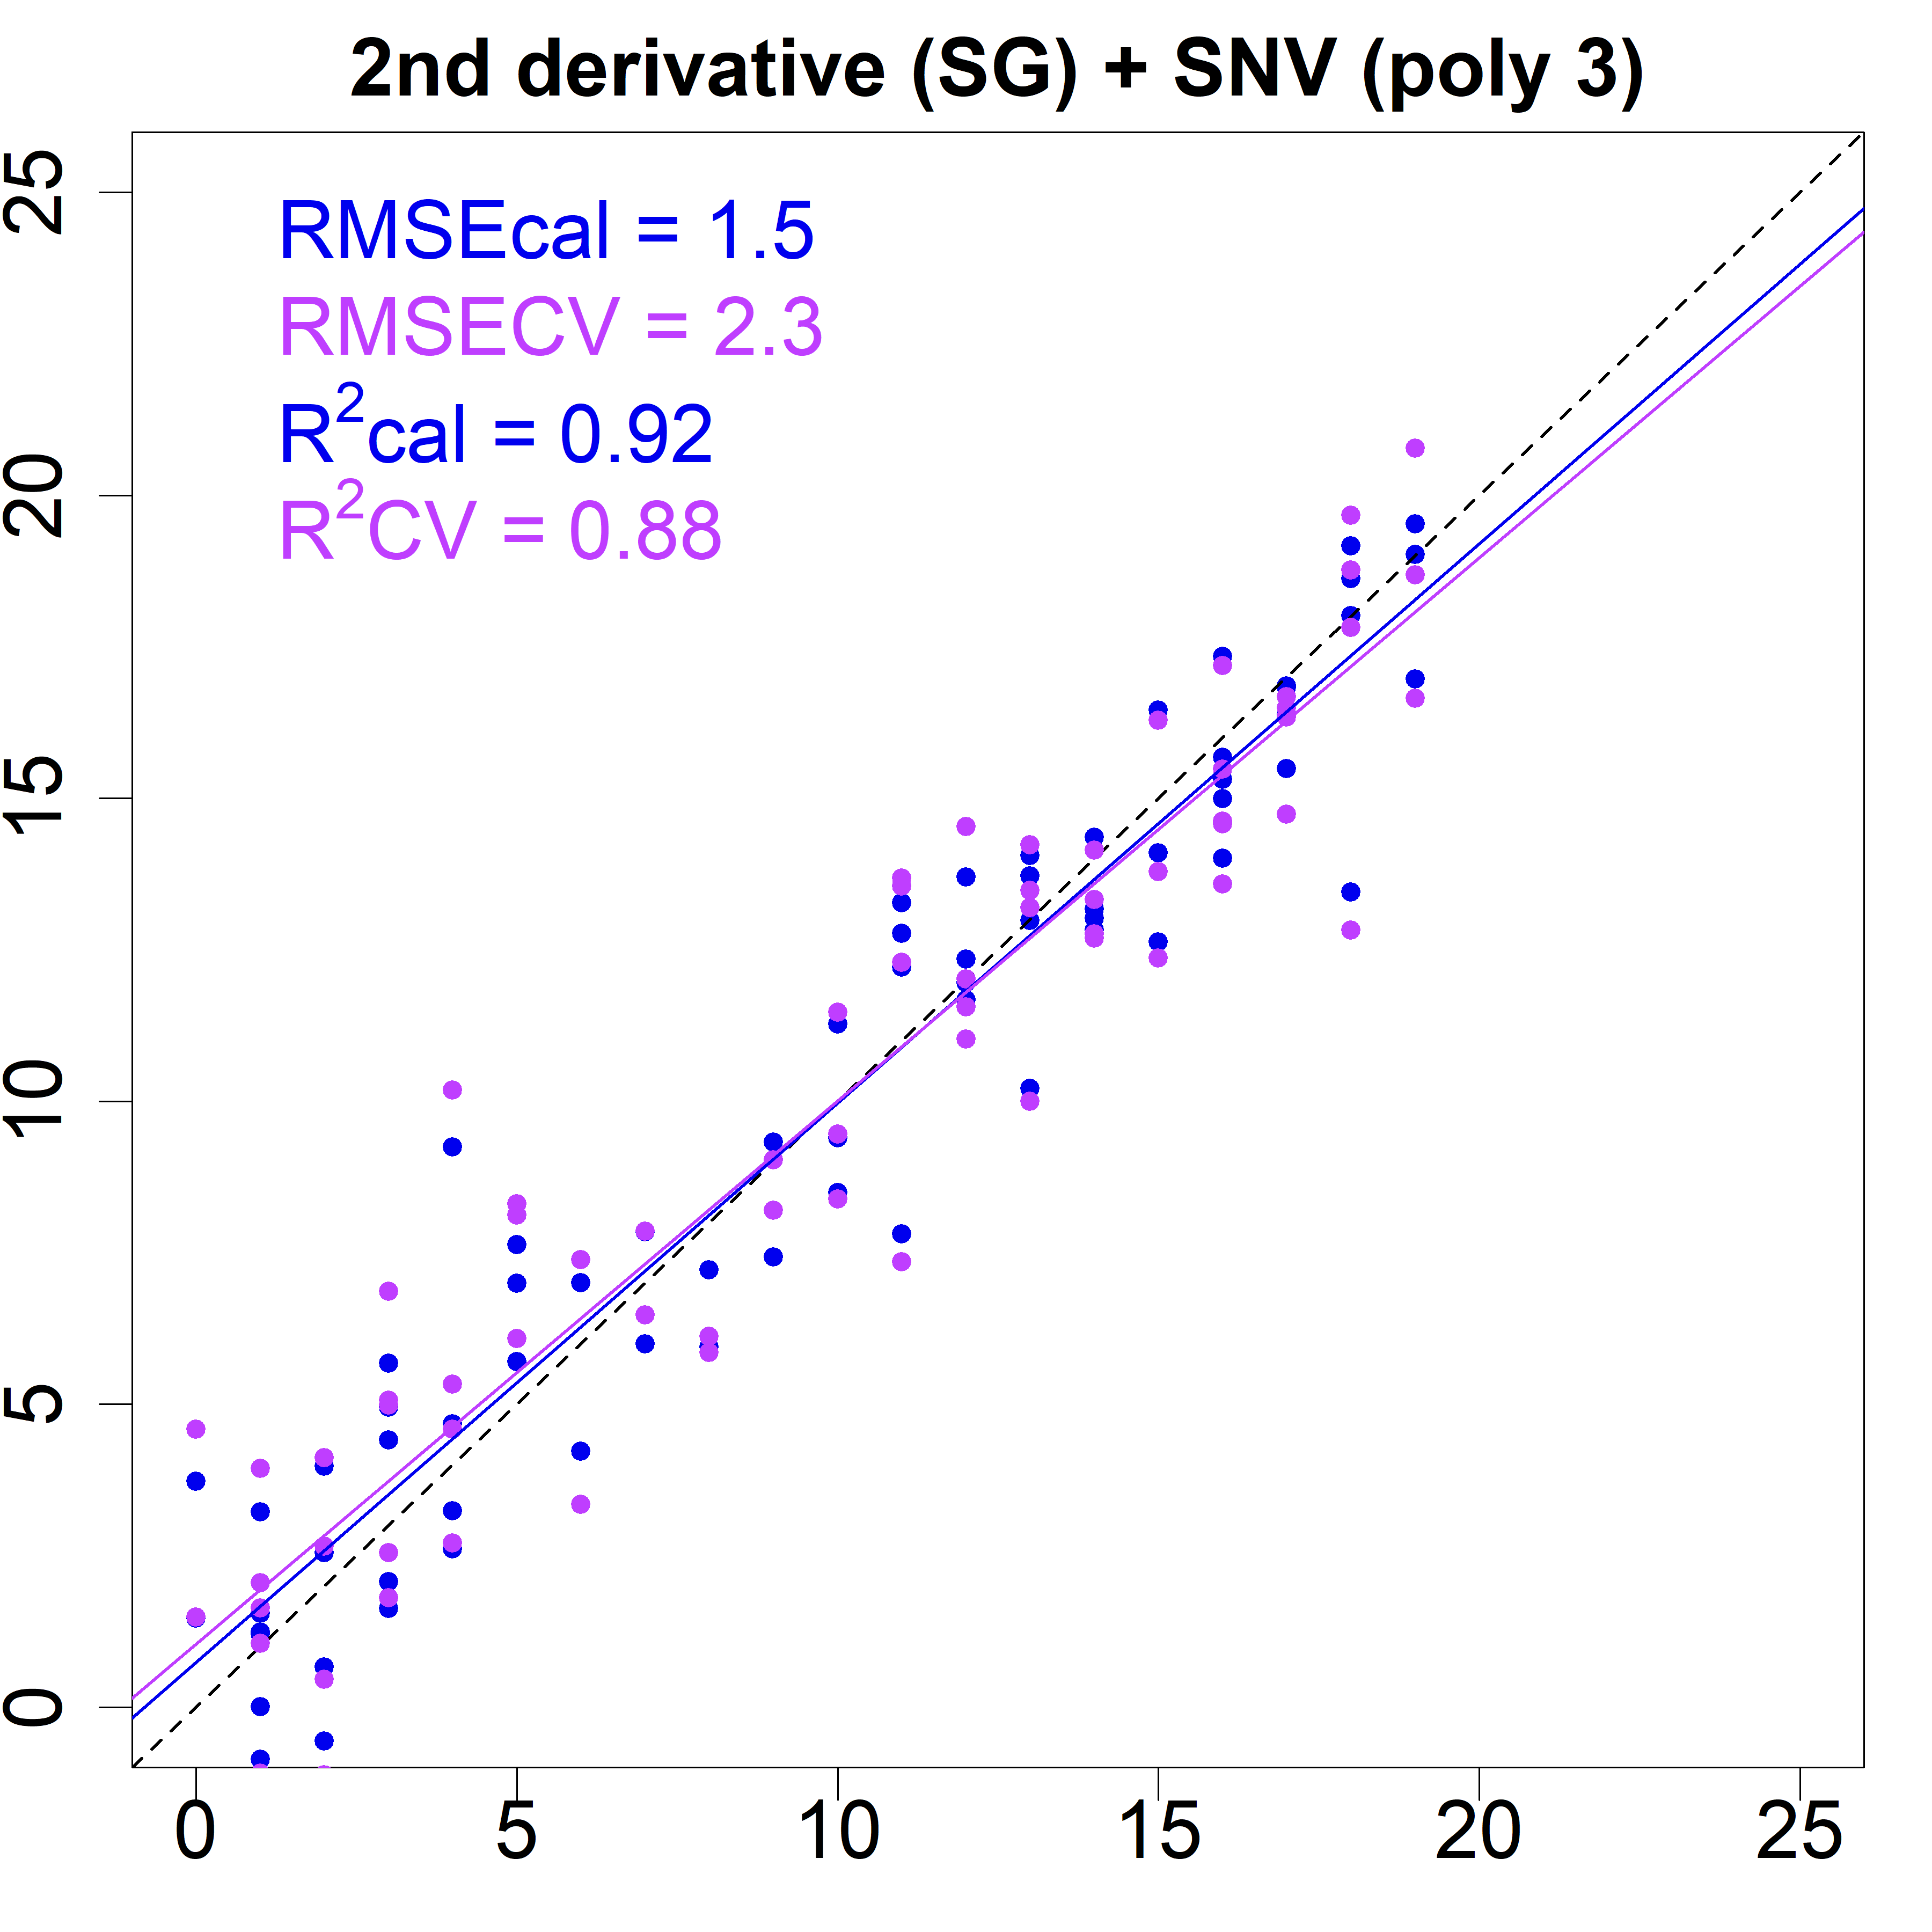 2nd derivative (SG) + SNV (poly 3)
RMSEcal = 1.5
RMSECV = 2.3
R²cal = 0.92
R²CV = 0.88
25
20
15
10
5
0
0 5 10 15 20 25